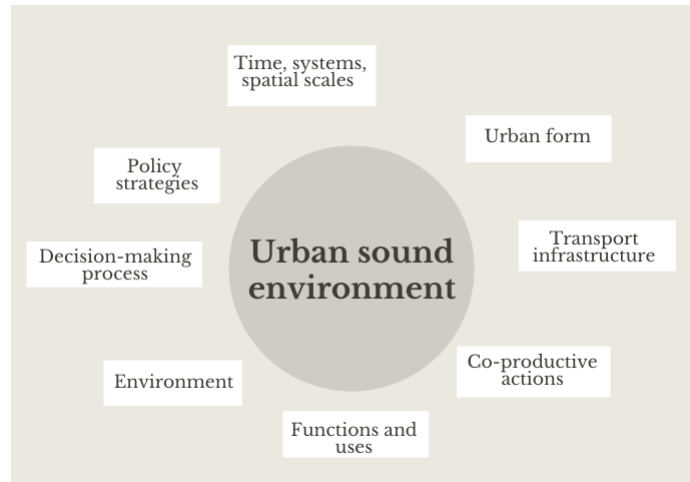 Time, systems,
spatial scales
Urban form
Policy
strategies
Transport
infrastructure
Urban sound
environment
Decision-making
process
Co-productive
actions
Environment
Functions and
uses